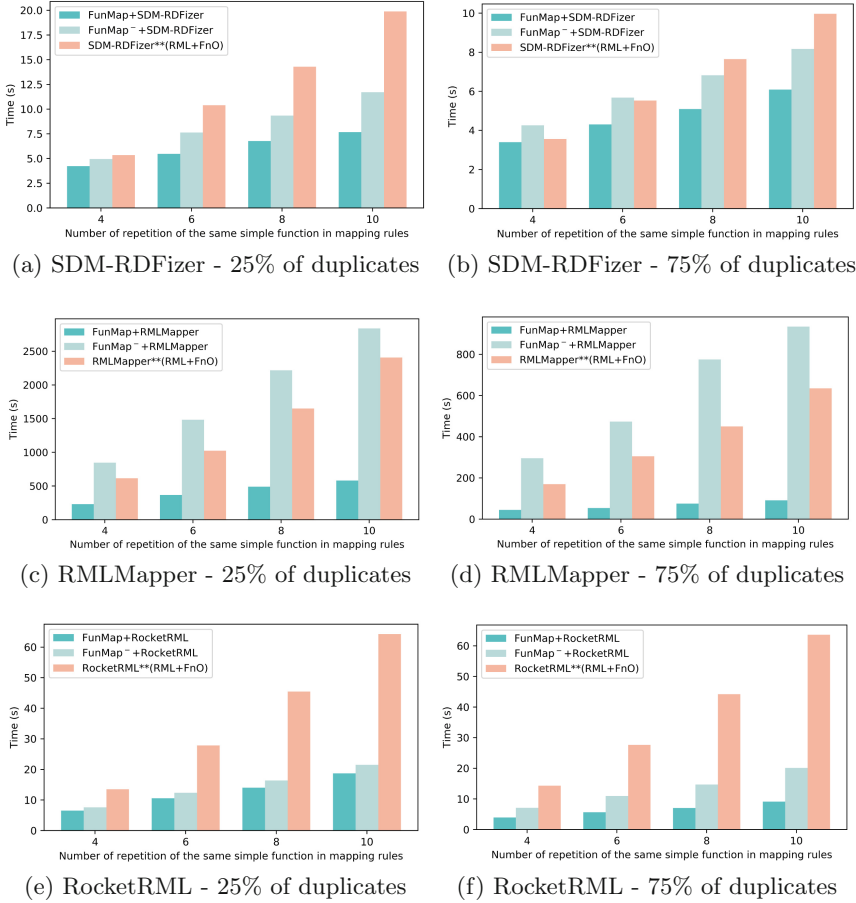 FunMap+SDM-RDFizer
FunMap⁻+SDM-RDFizer
SDM-RDFizer**(RML+FnO)
20.0
17.5
15.0
12.5
10.0
7.5
5.0
2.5
0.0
Time (s)
4 6 8 10
Number of repetition of the same simple function in mapping rules
(a) SDM-RDFizer - 25% of duplicates
FunMap+SDM-RDFizer
FunMap⁻+SDM-RDFizer
SDM-RDFizer**(RML+FnO)
10
8
6
4
2
0
Time (s)
4 6 8 10
Number of repetition of the same simple function in mapping rules
(b) SDM-RDFizer - 75% of duplicates
FunMap+RMLMapper
FunMap⁻+RMLMapper
RMLMapper**(RML+FnO)
2500
2000
1500
1000
500
0
Time (s)
4 6 8 10
Number of repetition of the same simple function in mapping rules
(c) RMLMapper - 25% of duplicates
FunMap+RMLMapper
FunMap⁻+RMLMapper
RMLMapper**(RML+FnO)
800
600
400
200
0
Time (s)
4 6 8 10
Number of repetition of the same simple function in mapping rules
(d) RMLMapper - 75% of duplicates
FunMap+RocketRML
FunMap⁻+RocketRML
RocketRML**(RML+FnO)
60
50
40
30
20
10
0
Time (s)
4 6 8 10
Number of repetition of the same simple function in mapping rules
(e) RocketRML - 25% of duplicates
FunMap+RocketRML
FunMap⁻+RocketRML
RocketRML**(RML+FnO)
60
50
40
30
20
10
0
Time (s)
4 6 8 10
Number of repetition of the same simple function in mapping rules
(f) RocketRML - 75% of duplicates